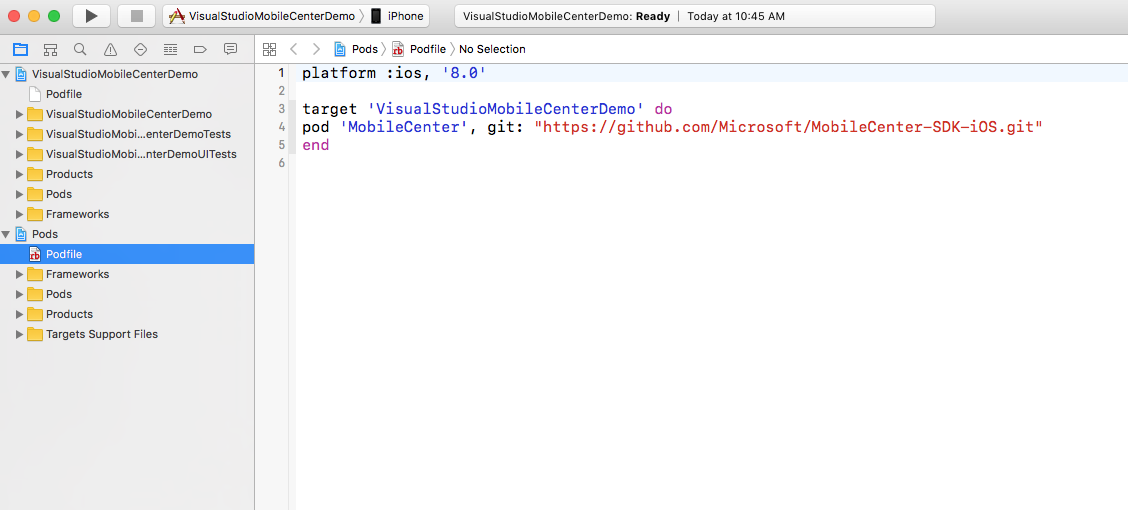 VisualStudioMobileCenterDemo iPhone VisualStudioMobileCenterDemo: Ready | Today at 10:45 AM
Pods Podfile No Selection
VisualStudioMobileCenterDemo
Podfile
VisualStudioMobileCenterDemo
VisualStudioMobi...enterDemoTests
VisualStudioMobi...nterDemoUITests
Products
Pods
Frameworks
Pods
rb Podfile
Frameworks
Pods
Products
Targets Support Files
1 platform :ios, '8.0'
2
3 target 'VisualStudioMobileCenterDemo' do
4 pod 'MobileCenter', git: "https://github.com/Microsoft/MobileCenter-SDK-iOS.git"
5 end
6